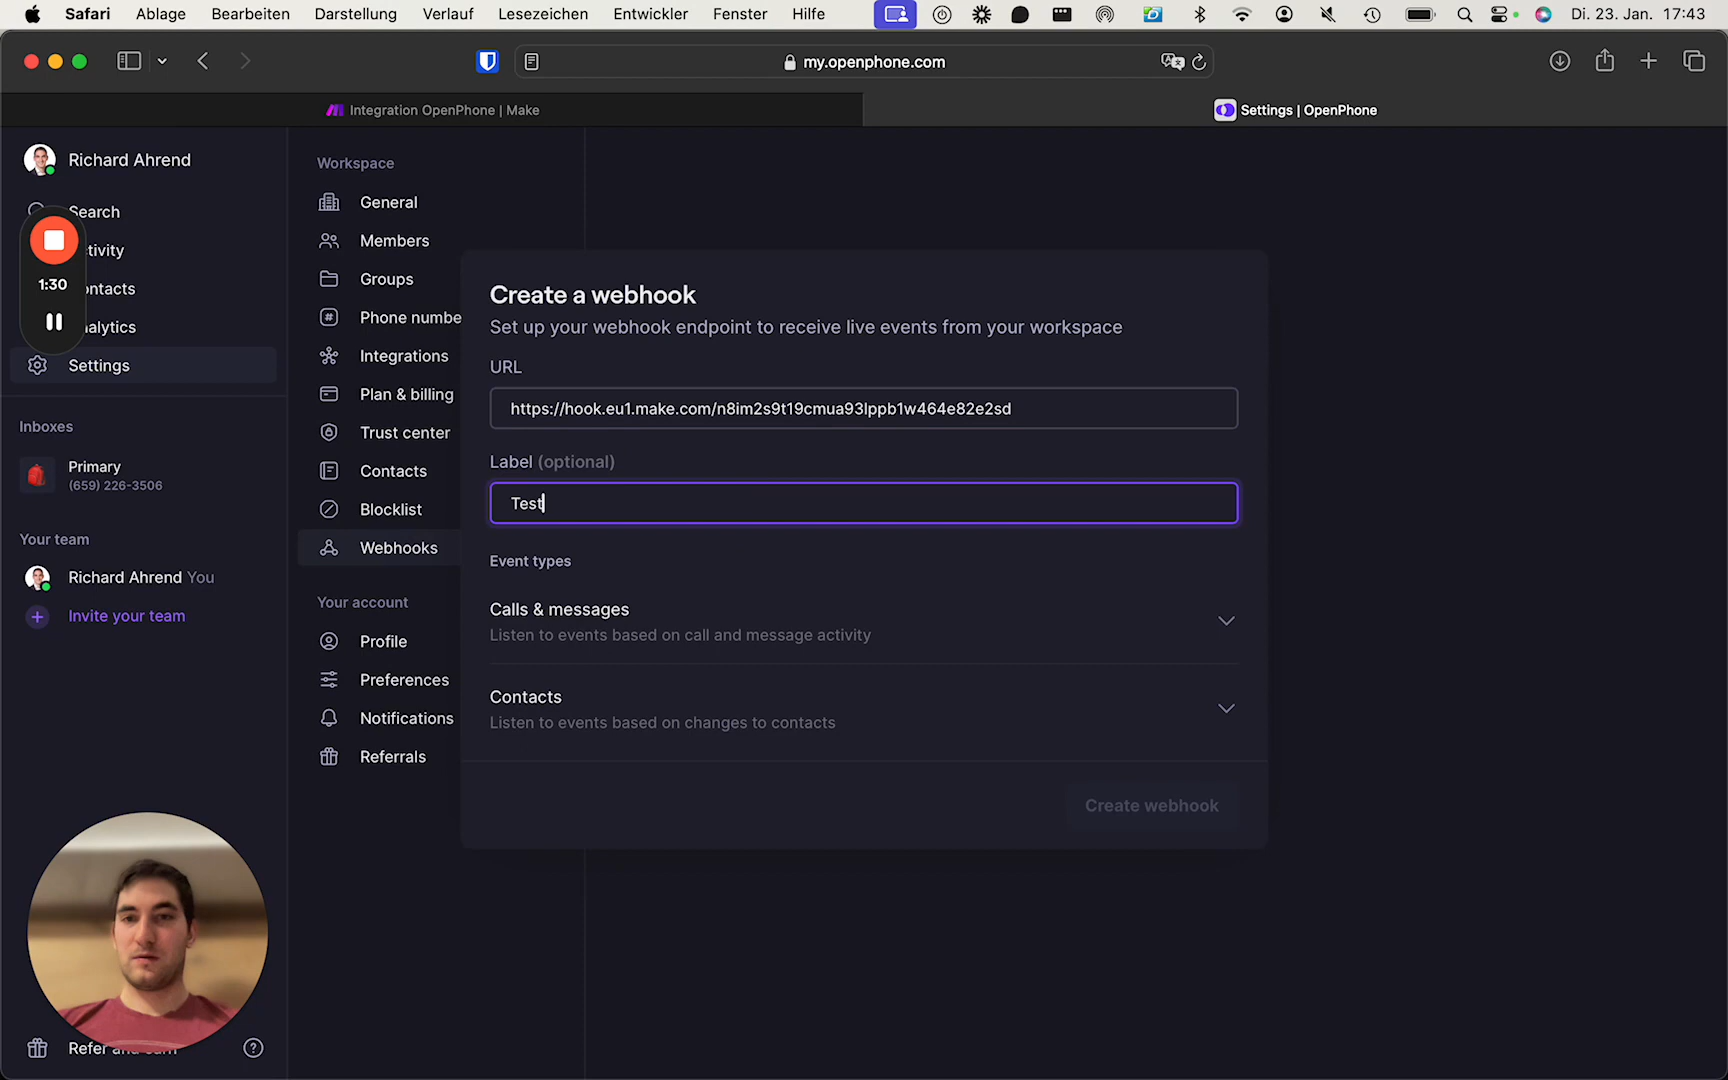 Safari Ablage Bearbeiten Darstellung Verlauf Lesezeichen Entwickler Fenster Hilfe Di. 23. Jan. 17:43
my.openphone.com
Integration OpenPhone | Make
Settings | OpenPhone
Richard Ahrend
Search
tivity
ontacts
alytics
1:30
Settings
Inboxes
Primary
(659) 226-3506
Your team
Richard Ahrend You
Invite your team
Refer and earn
Workspace
General
Members
Groups
Phone numbe
Integrations
Plan & billing
Trust center
Contacts
Blocklist
Webhooks
Your account
Profile
Preferences
Notifications
Referrals
Create a webhook
Set up your webhook endpoint to receive live events from your workspace
URL
https://hook.eu1.make.com/n8im2s9t19cmua93lppb1w464e82e2sd
Label (optional)
Test
Event types
Calls & messages
Listen to events based on call and message activity
Contacts
Listen to events based on changes to contacts
Create webhook